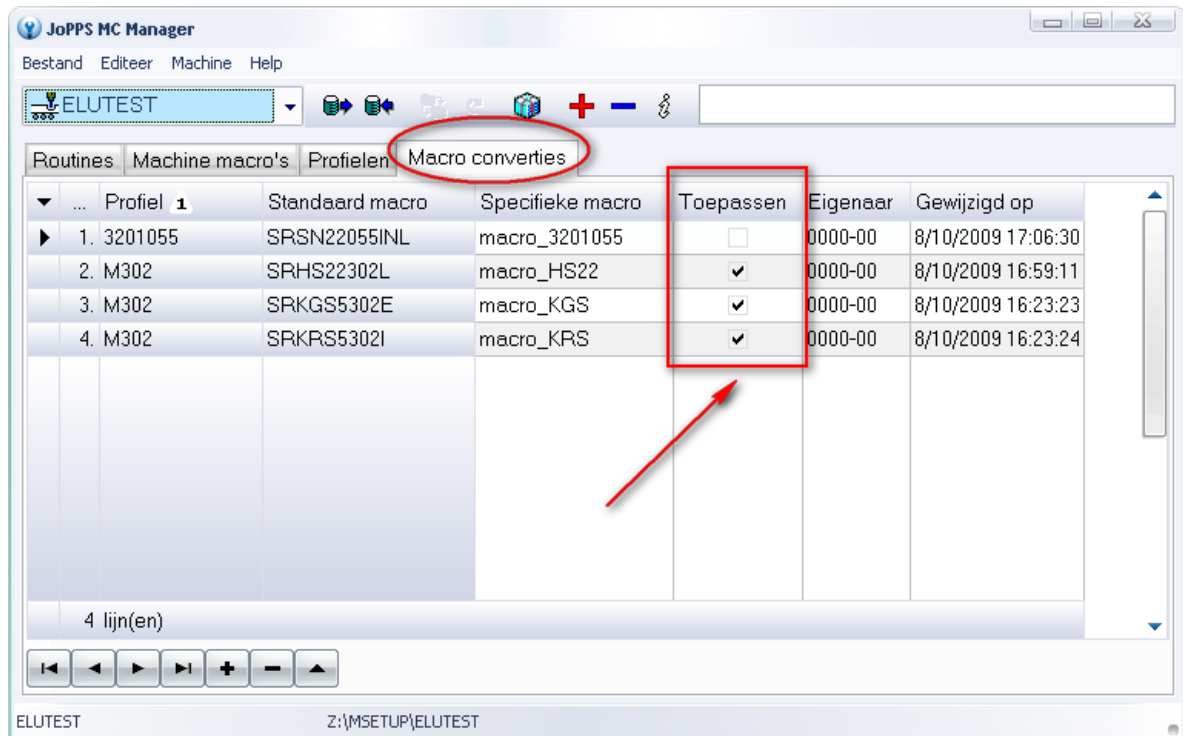 JoPPS MC Manager
Bestand Editeer Machine Help
ELUTEST
Routines Machine macro's Profielen Macro converties
... Profiel 1 Standaard macro Specifieke macro Toepassen Eigenaar Gewijzigd op
1. 3201055 SRSN22055INL macro_3201055 0000-00 8/10/2009 17:06:30
2. M302 SRHS22302L macro_HS22 0000-00 8/10/2009 16:59:11
3. M302 SRKGS5302E macro_KGS 0000-00 8/10/2009 16:23:23
4. M302 SRKRS5302I macro_KRS 0000-00 8/10/2009 16:23:24
4 lijn(en)
ELUTEST Z:\MSETUP\ELUTEST